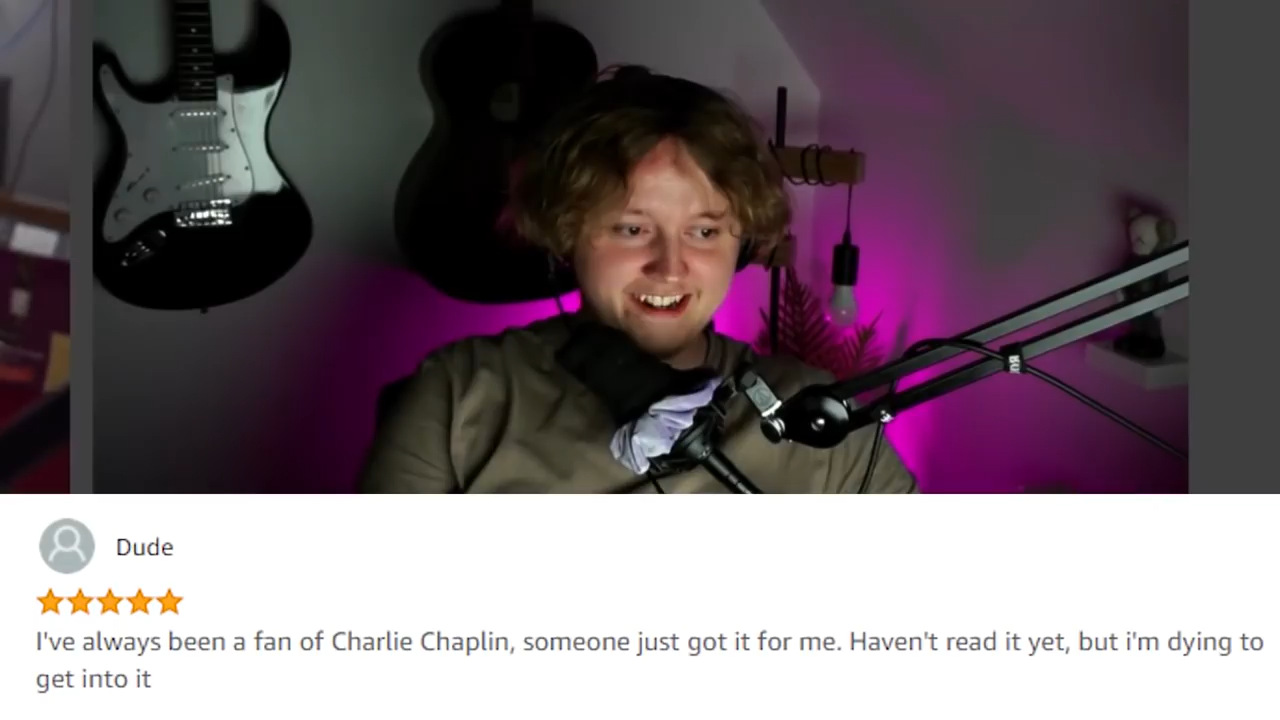 Dude
I've always been a fan of Charlie Chaplin, someone just got it for me. Haven't read it yet, but i'm dying to
get into it